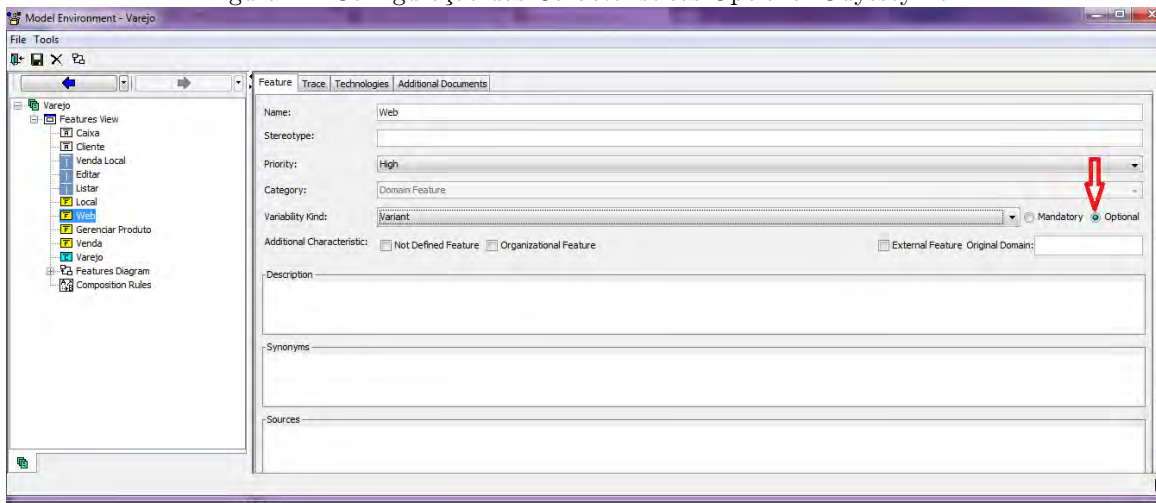 Model Environment - Varejo
File Tools
Feature Trace Technologies Additional Documents
Varejo
Features View
Caixa
Cliente
Venda Local
Editar
Listar
Local
Web
Gerenciar Produto
Venda
Varejo
Features Diagram
Composition Rules
Name: Web
Stereotype:
Priority: High
Category: Domain Feature
Variability Kind: Variant Mandatory Optional
Additional Characteristic: Not Defined Feature Organizational Feature External Feature Original Domain:
Description
Synonyms
Sources